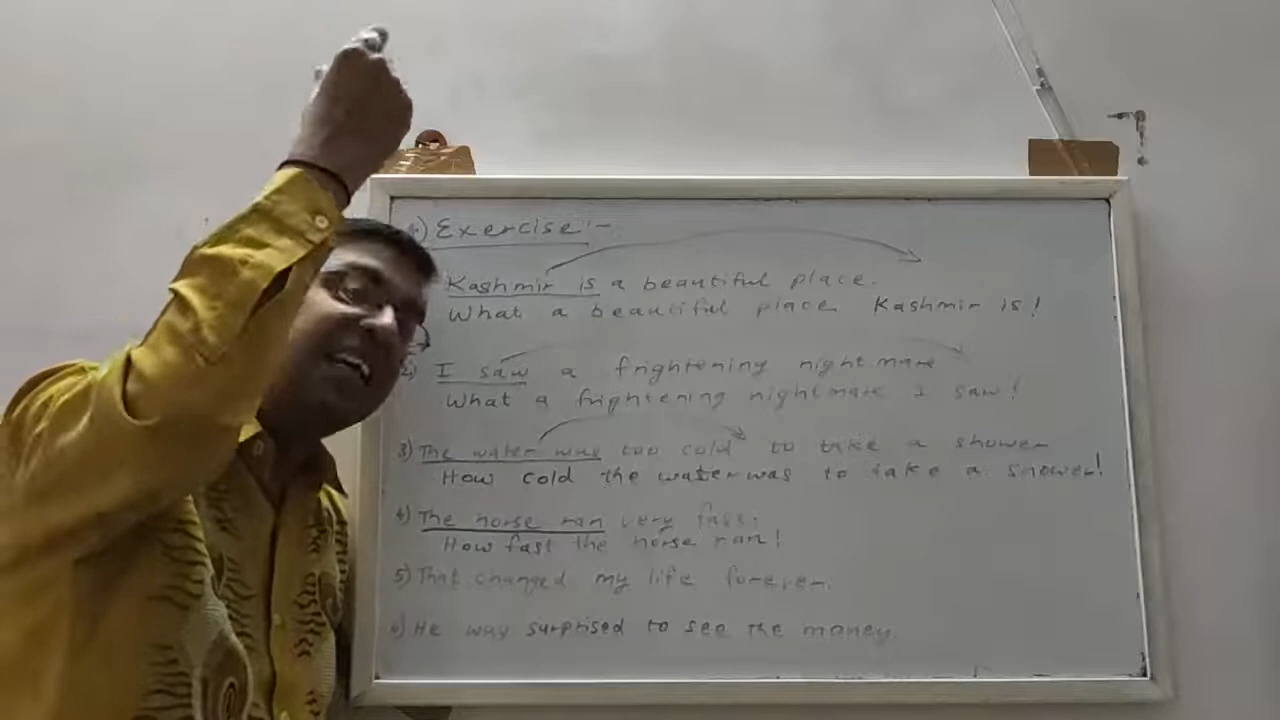 Exercise :-
Kashmir is a beautiful place.
What a beautiful place Kashmir is!
2) I saw a frightening nightmare
What a frightening nightmare I saw!
3) The water was too cold to take a shower
How cold the water was to take a shower!
4) The horse ran very fast.
How fast the horse ran!
5) That changed my life forever.
6) He was surprised to see the money.